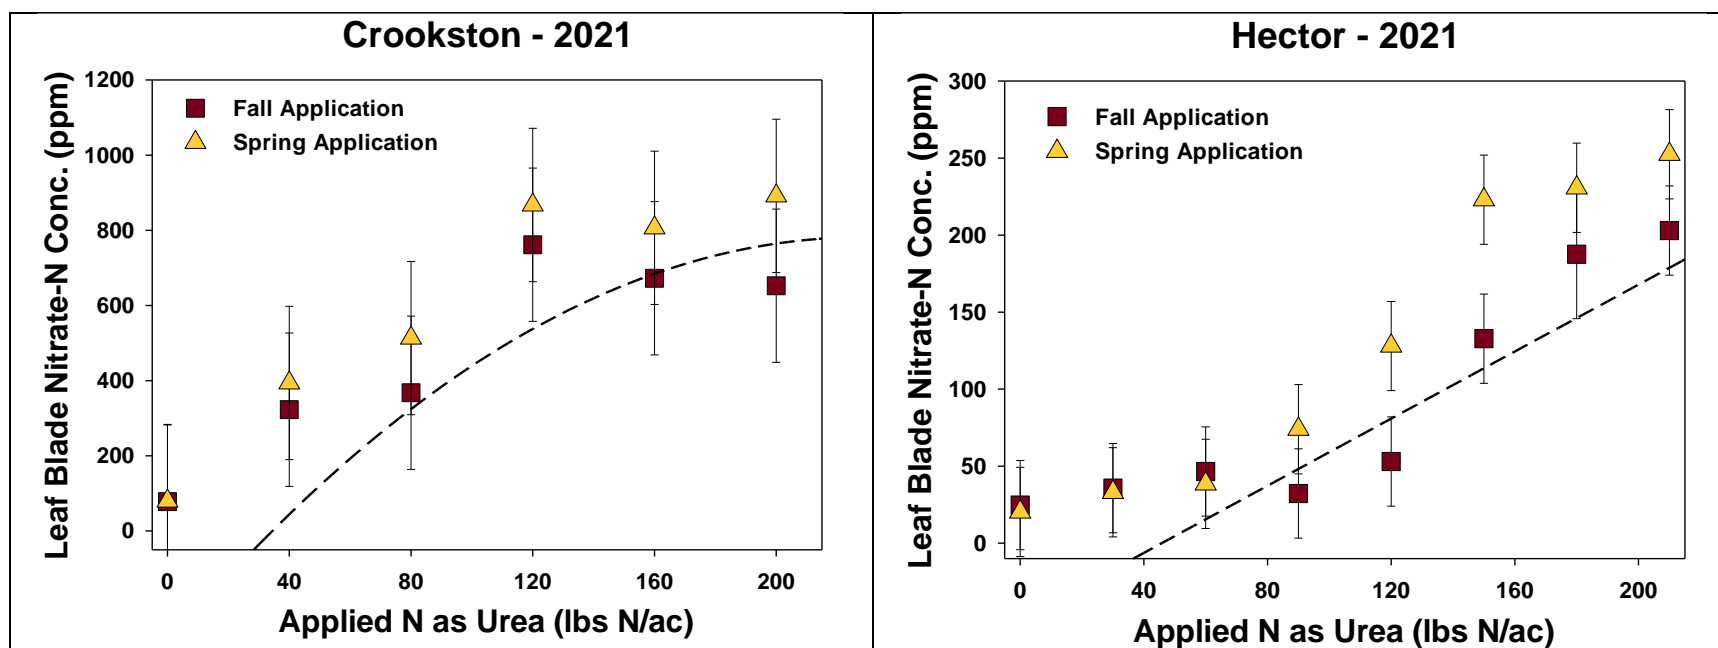 Crookston - 2021
Leaf Blade Nitrate-N Conc. (ppm)
1200
1000
800
600
400
200
0
Fall Application
Spring Application
0 40 80 120 160 200
Applied N as Urea (lbs N/ac)
Hector - 2021
Leaf Blade Nitrate-N Conc. (ppm)
300
250
200
150
100
50
0
Fall Application
Spring Application
0 40 80 120 160 200
Applied N as Urea (lbs N/ac)